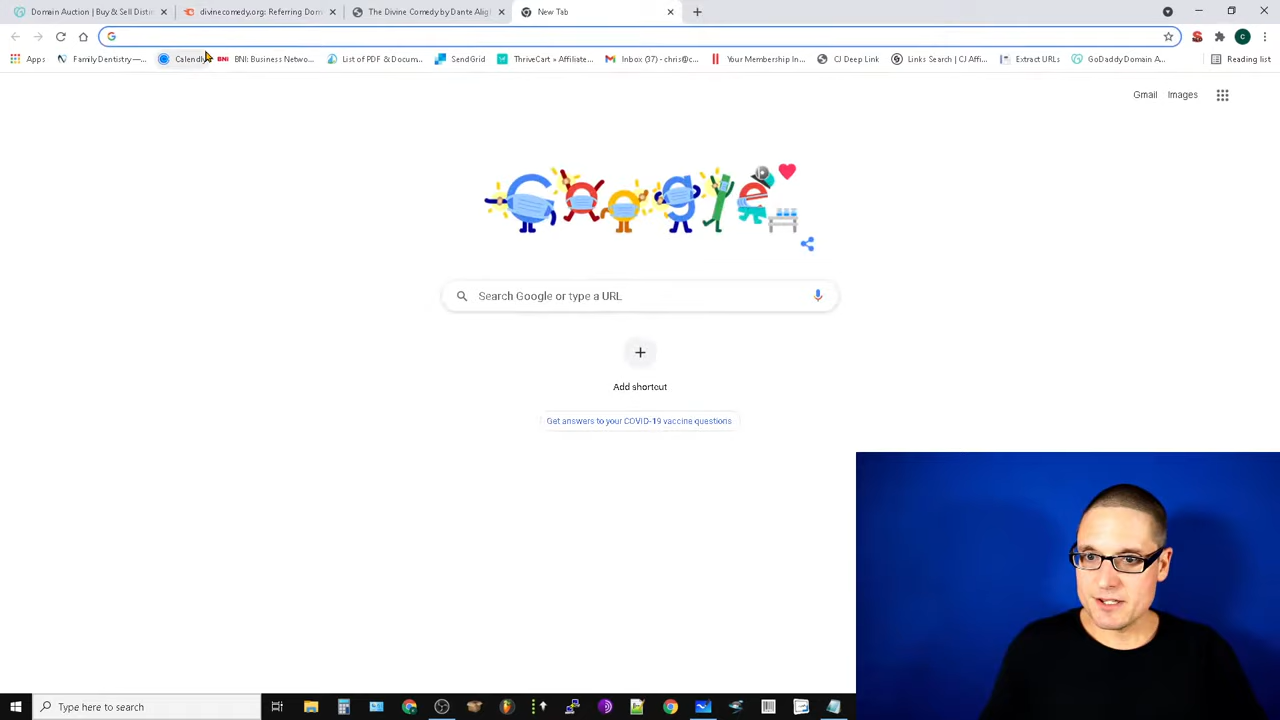 Domain Auction | Buy & Sell Distre
divinecomedy.org: Referring Dom
The Divine Comedy by Dante Alig
New Tab
Apps
Family Dentistry —...
Calendly
BNI: Business Netwo...
List of PDF & Docum...
SendGrid
ThriveCart » Affiliate...
Inbox (37) - chris@c...
Your Membership In...
CJ Deep Link
Links Search | CJ Affi...
Extract URLs
GoDaddy Domain A...
Reading list
Gmail
Images
Google
Search Google or type a URL
Add shortcut
Get answers to your COVID-19 vaccine questions
Type here to search